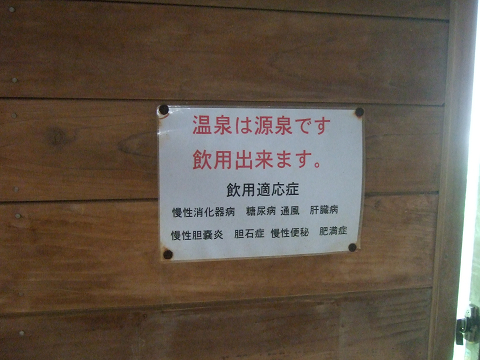 温泉は源泉です
飲用出来ます。
飲用適応症
慢性消化器病 糖尿病 通風 肝臓病
慢性胆嚢炎 胆石症 慢性便秘 肥満症